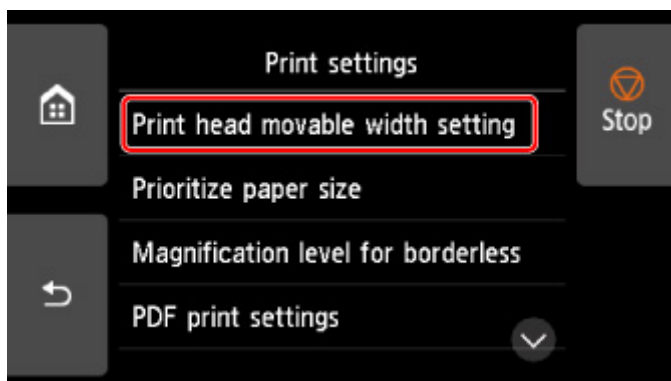 Print settings
Print head movable width setting
Stop
Prioritize paper size
Magnification level for borderless
PDF print settings